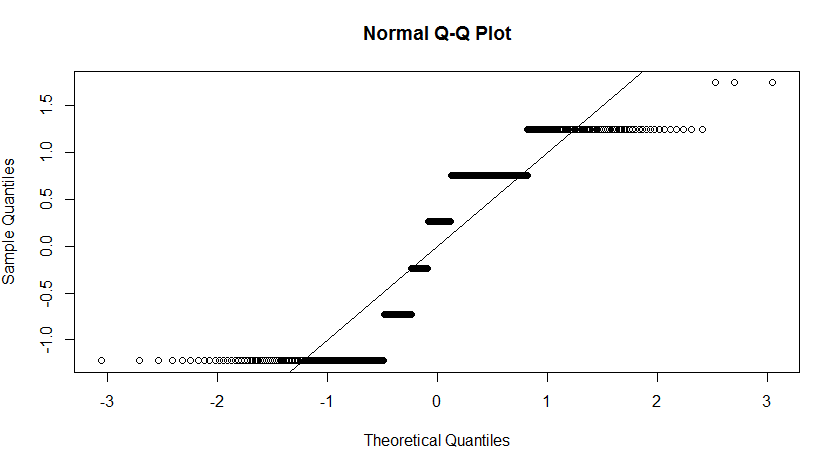 Normal Q-Q Plot
Sample Quantiles
1.5
1.0
0.5
0.0
-0.5
-1.0
-3 -2 -1 0 1 2 3
Theoretical Quantiles